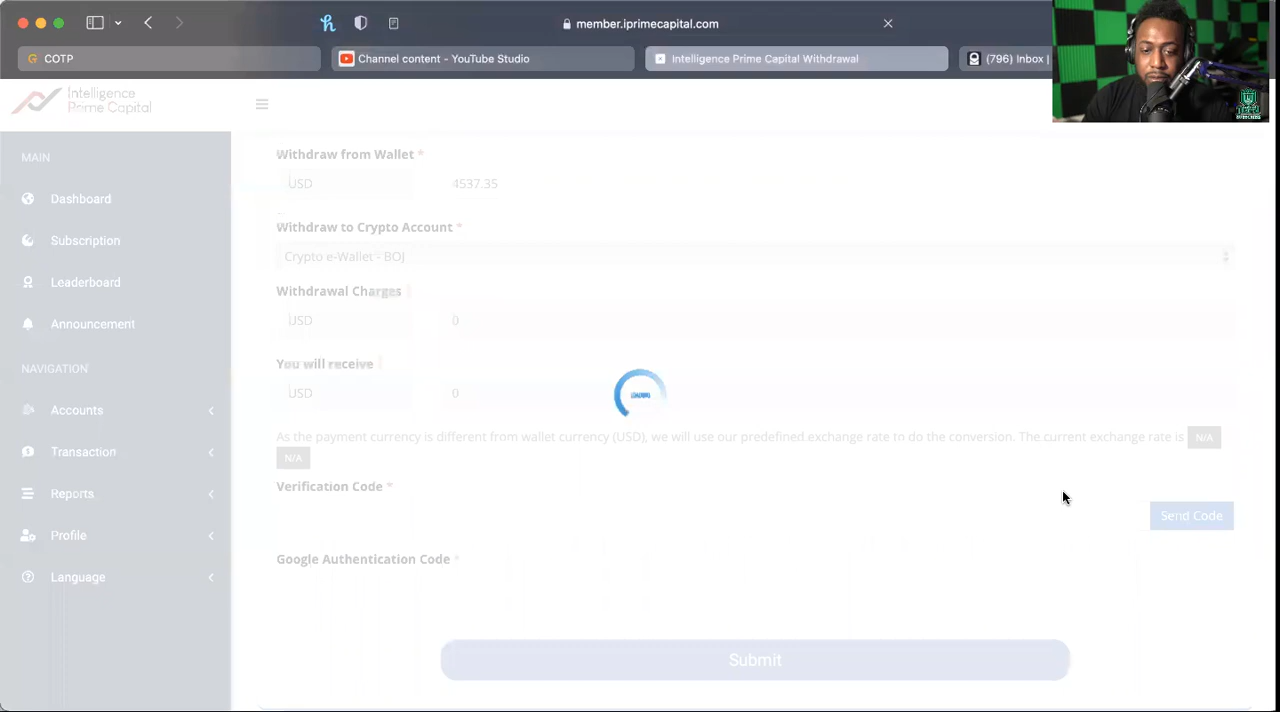 member.iprimecapital.com
COTP
Channel content - YouTube Studio
Intelligence Prime Capital Withdrawal
(796) Inbox |
Intelligence
Prime Capital
MAIN
Dashboard
Subscription
Leaderboard
Announcement
NAVIGATION
Accounts
Transaction
Reports
Profile
Language
Withdraw from Wallet *
USD 4537.35
Withdraw to Crypto Account *
Crypto e-Wallet - BOJ
Withdrawal Charges
USD 0
You will receive
USD 0
LOADING
As the payment currency is different from wallet currency (USD), we will use our predefined exchange rate to do the conversion. The current exchange rate is N/A
N/A
Verification Code *
Send Code
Google Authentication Code *
Submit